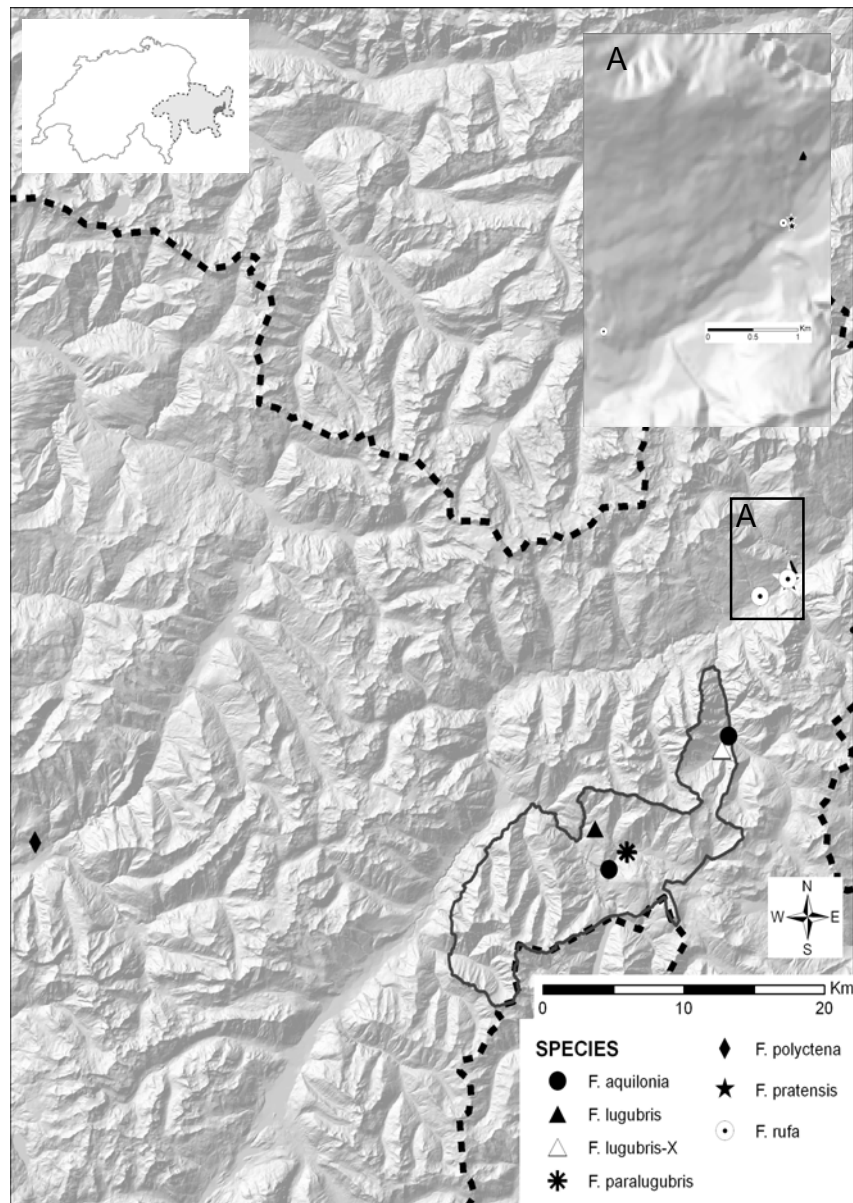 A
Km
0 0.5 1
A
N
W E
S
Km
0 10 20
SPECIES
F. aquilonia
F. lugubris
F. lugubris-X
F. paralugubris
F. polyctena
F. pratensis
F. rufa